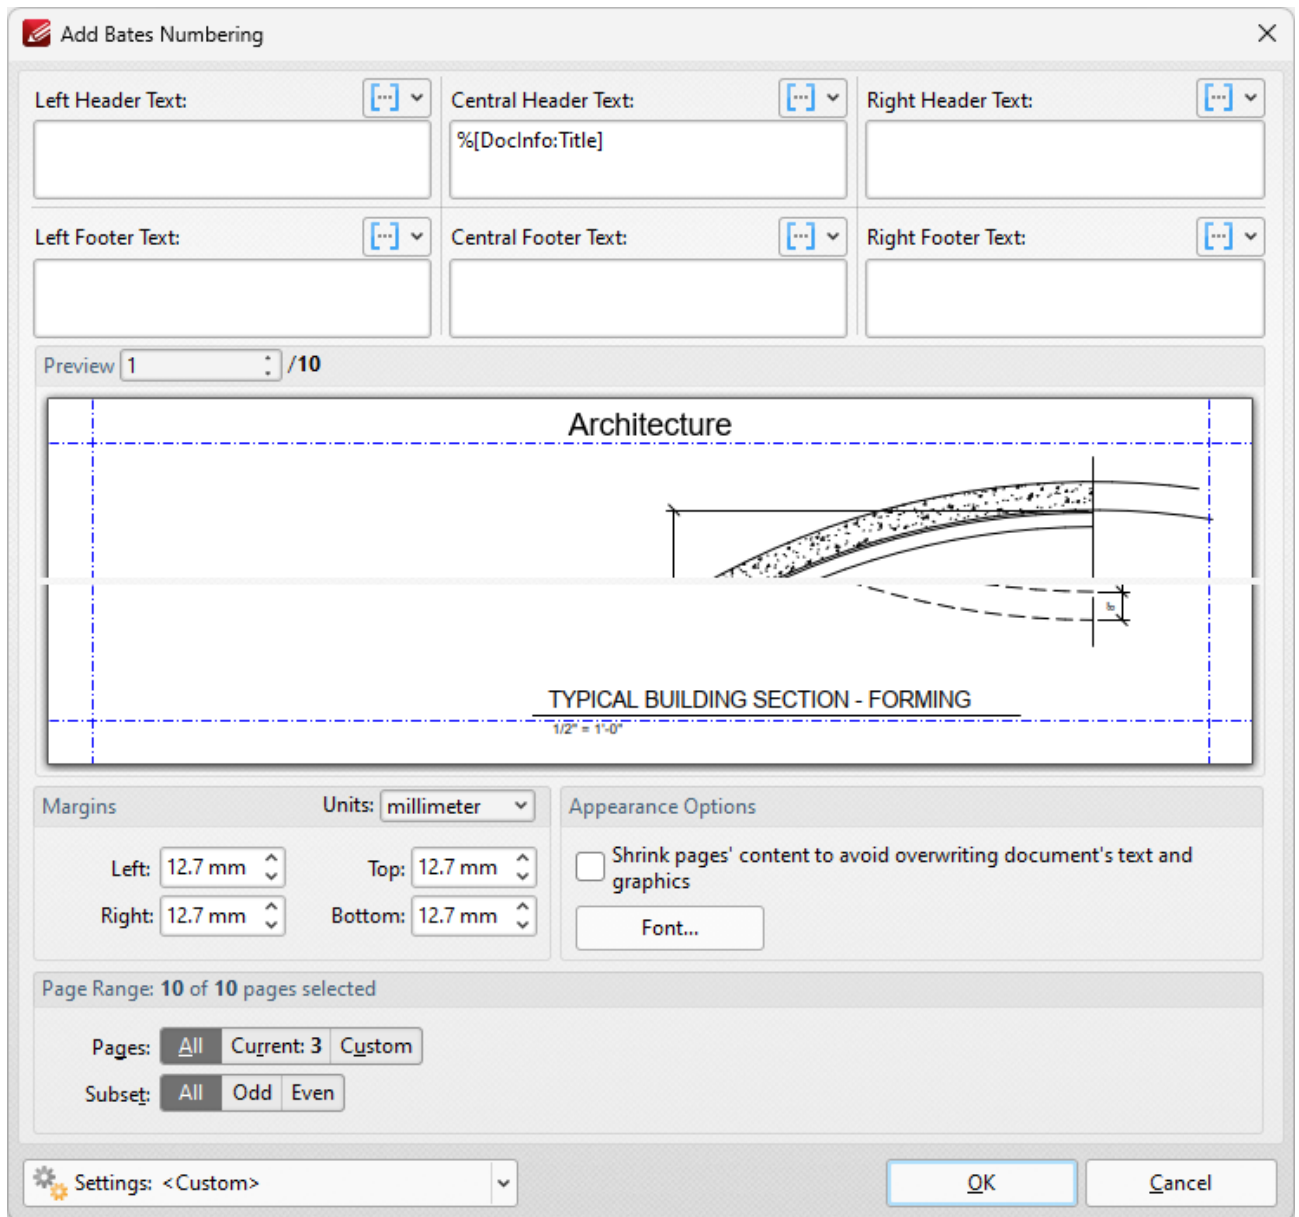 Add Bates Numbering
Left Header Text:
Central Header Text:
Right Header Text:
%[DocInfo:Title]
Left Footer Text:
Central Footer Text:
Right Footer Text:
Preview 1 /10
Architecture
8"
TYPICAL BUILDING SECTION - FORMING
1/2" = 1'-0"
Margins
Units: millimeter
Left: 12.7 mm
Top: 12.7 mm
Right: 12.7 mm
Bottom: 12.7 mm
Appearance Options
Shrink pages' content to avoid overwriting document's text and
graphics
Font...
Page Range: 10 of 10 pages selected
Pages: All Current: 3 Custom
Subset: All Odd Even
Settings: <Custom>
OK
Cancel